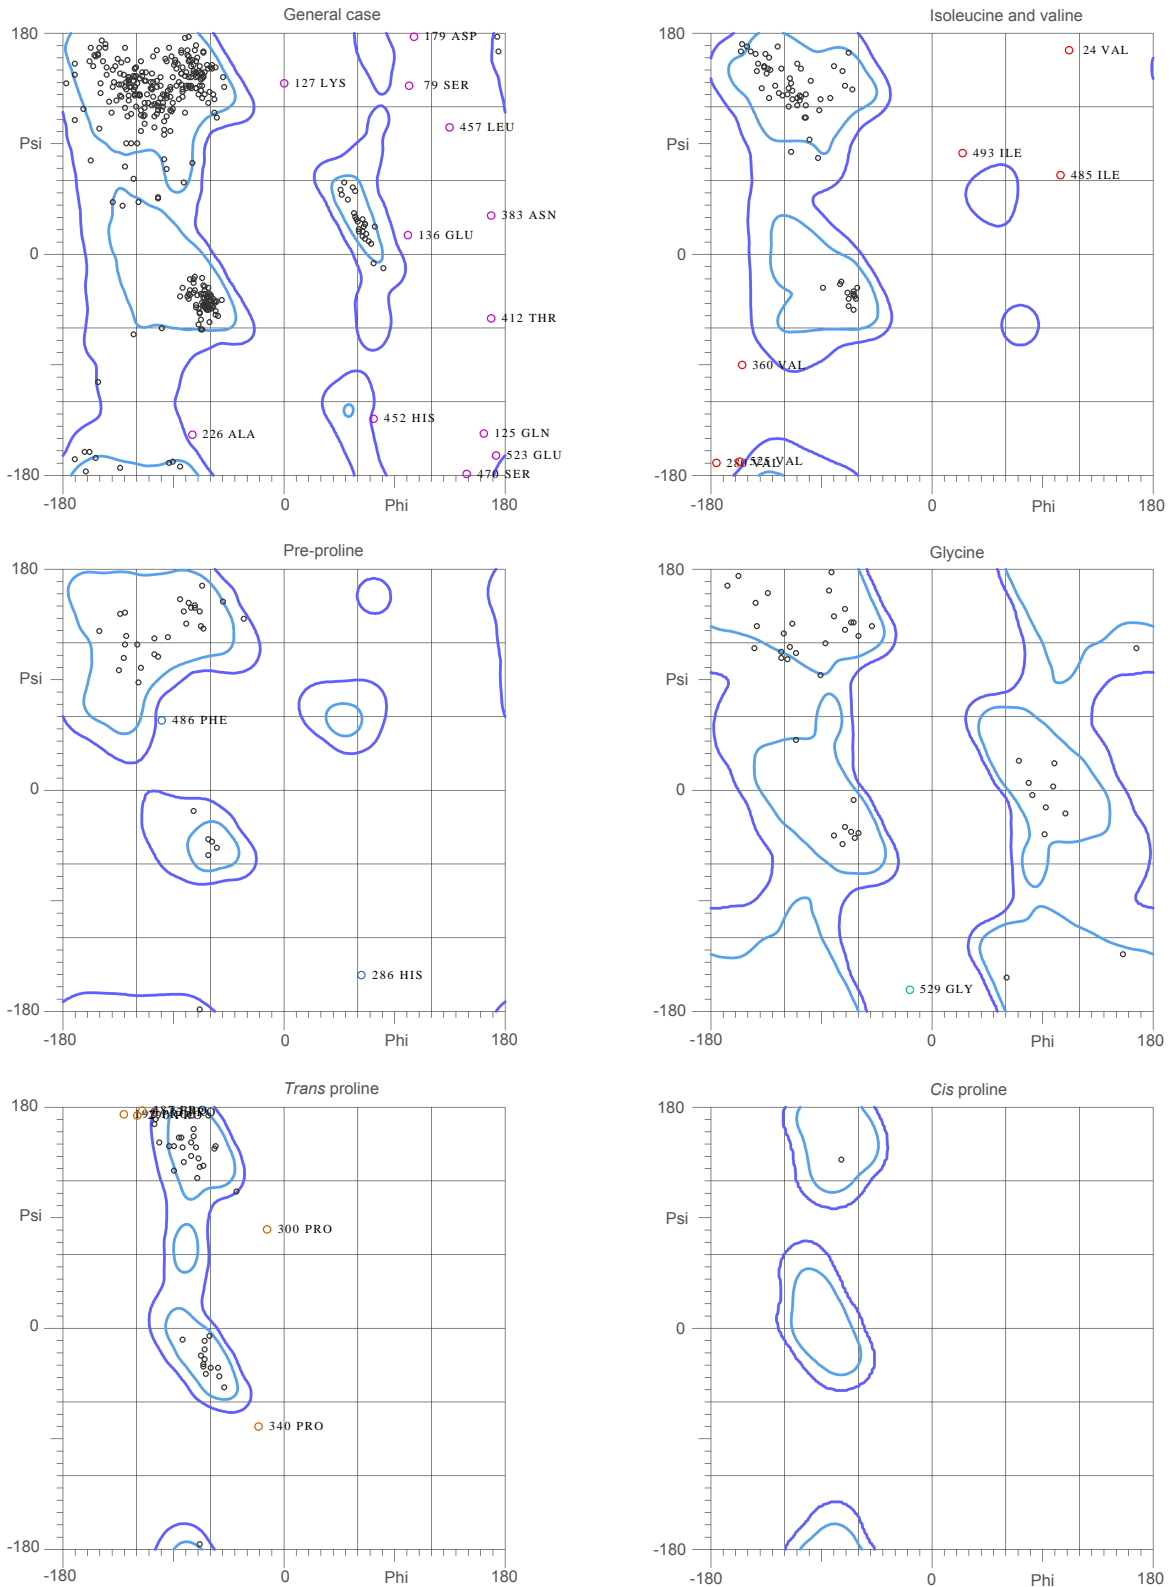 General case
180
Psi
0
-180
-180
0
Phi
180
179 ASP
127 LYS
79 SER
457 LEU
383 ASN
136 GLU
412 THR
452 HIS
226 ALA
125 GLN
523 GLU
470 SER
Isoleucine and valine
180
Psi
0
-180
-180
0
Phi
180
24 VAL
493 ILE
485 ILE
360 VAL
525 VAL
Pre-proline
180
Psi
0
-180
-180
0
Phi
180
486 PHE
286 HIS
Glycine
180
Psi
0
-180
-180
0
Phi
180
529 GLY
Trans proline
180
Psi
0
-180
-180
0
Phi
180
300 PRO
340 PRO
Cis proline
180
Psi
0
-180
-180
0
Phi
180